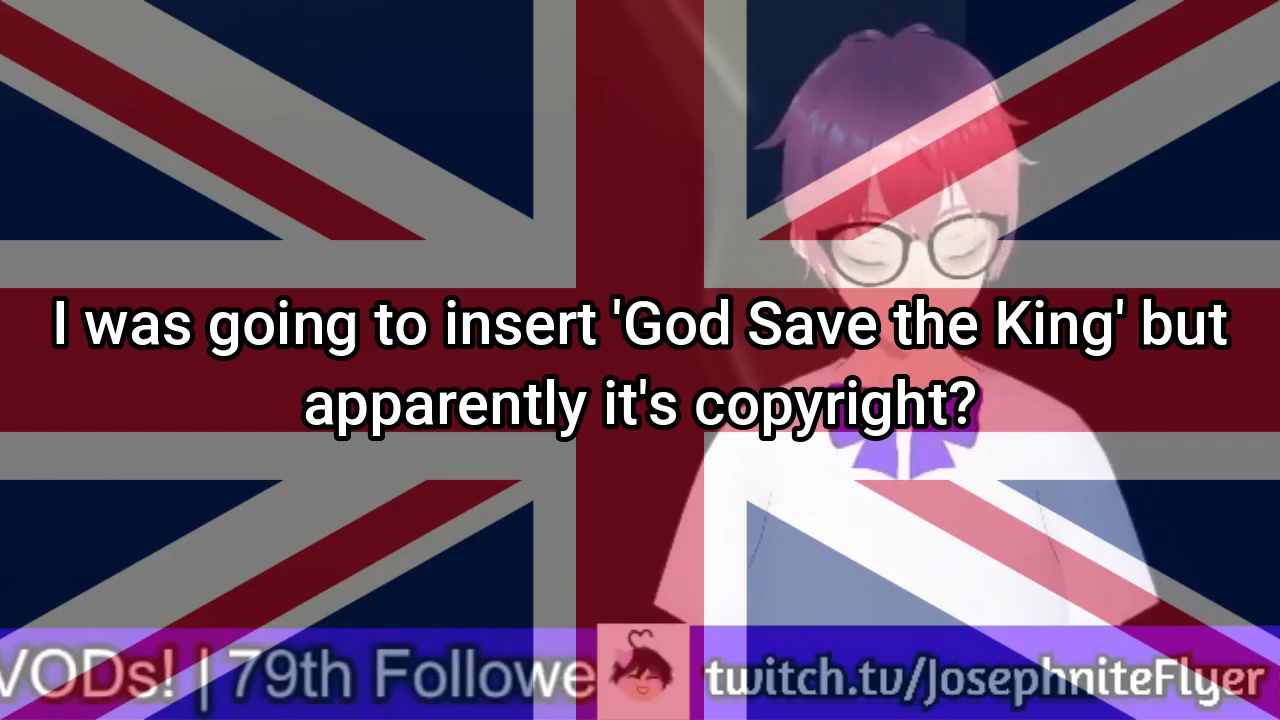 I was going to insert 'God Save the King' but
apparently it's copyright?
VODs! | 79th Followe
twitch.tv/JosephniteFlyer